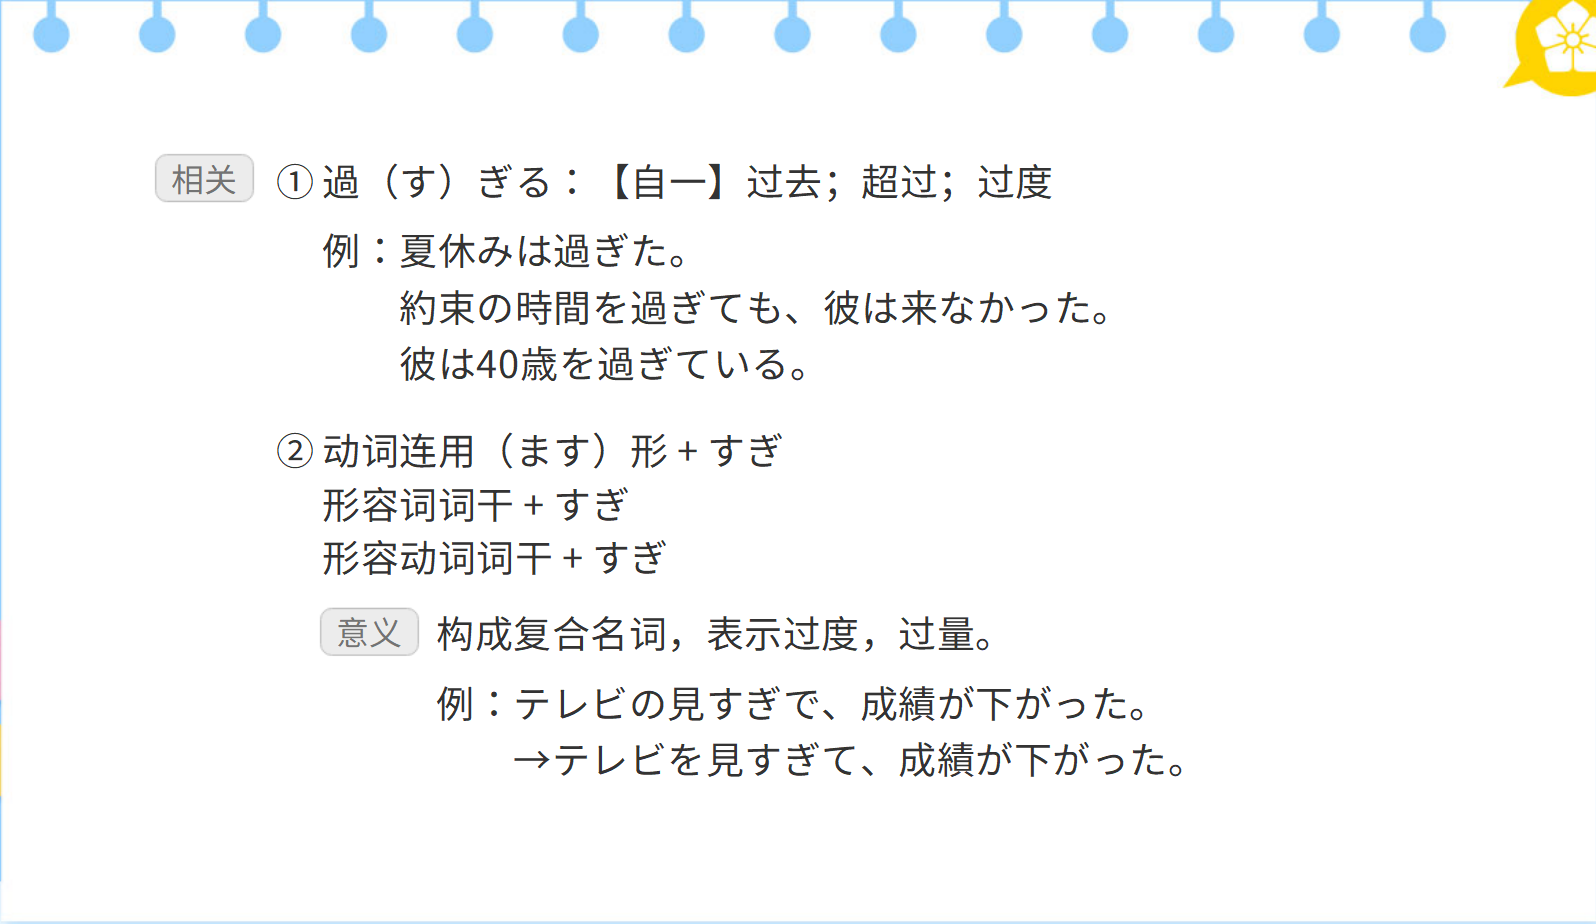 相关 ① 過（す）ぎる：【自一】过去；超过；过度
例：夏休みは過ぎた。
約束の時間を過ぎても、彼は来なかった。
彼は40歳を過ぎている。
② 动词连用（ます）形 + すぎ
形容词词干 + すぎ
形容动词词干 + すぎ
意义 构成复合名词，表示过度，过量。
例：テレビの見すぎで、成績が下がった。
→テレビを見すぎて、成績が下がった。